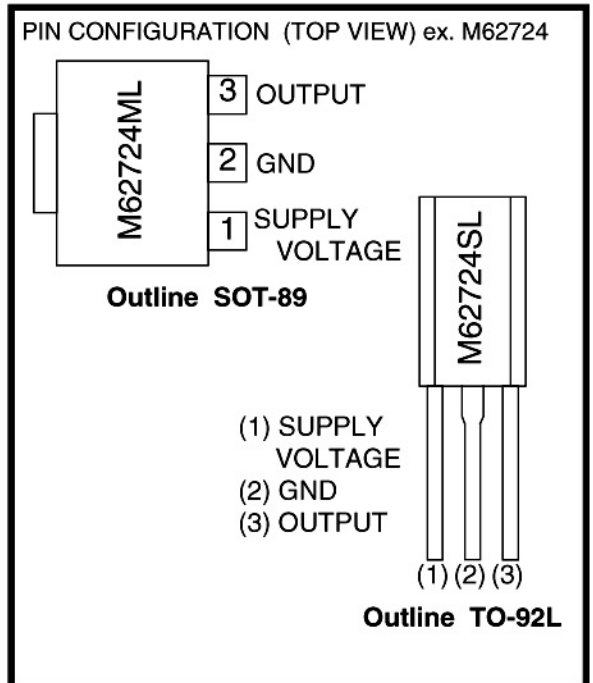 PIN CONFIGURATION (TOP VIEW) ex. M62724
M62724ML
3 OUTPUT
2 GND
1 SUPPLY
VOLTAGE
Outline SOT-89
M62724SL
(1) SUPPLY
VOLTAGE
(2) GND
(3) OUTPUT
(1) (2) (3)
Outline TO-92L